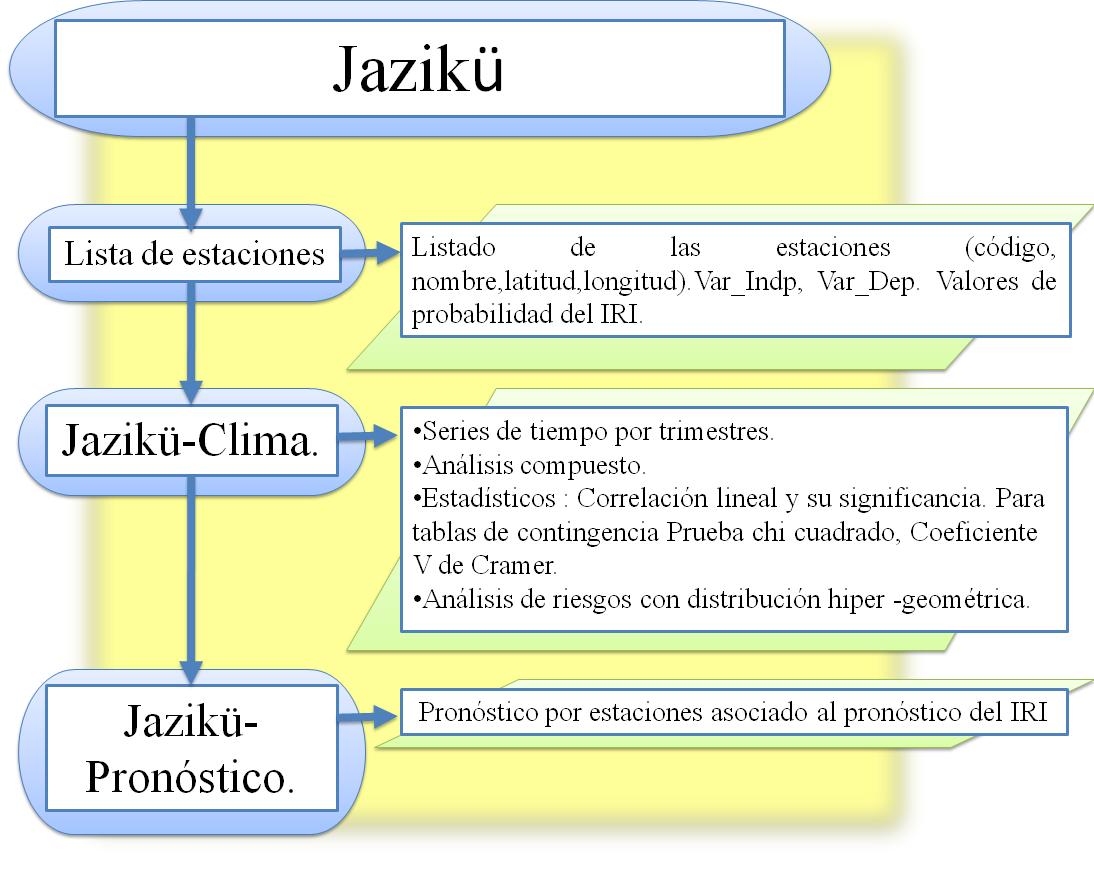 Jazikü
Lista de estaciones
Listado de las estaciones (código,
nombre,latitud,longitud).Var_Indp, Var_Dep. Valores de
probabilidad del IRI.
Jazikü-Clima.
•Series de tiempo por trimestres.
•Análisis compuesto.
•Estadísticos : Correlación lineal y su significancia. Para
tablas de contingencia Prueba chi cuadrado, Coeficiente
V de Cramer.
•Análisis de riesgos con distribución hiper -geométrica.
Jazikü-
Pronóstico.
Pronóstico por estaciones asociado al pronóstico del IRI